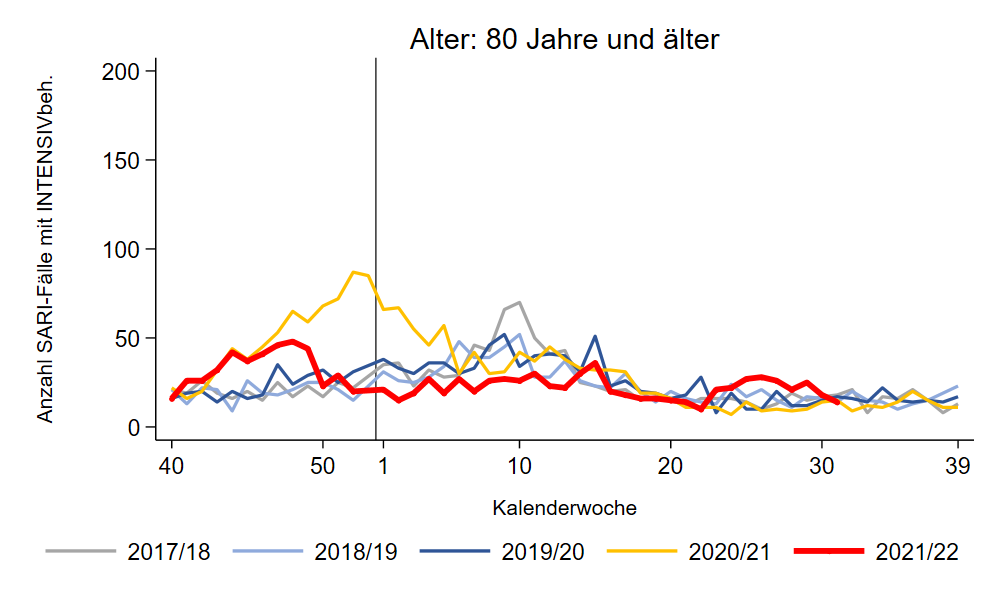 Alter: 80 Jahre und älter
Anzahl SARI-Fälle mit INTENSIVbeh.
200
150
100
50
0
40 50 1 10 20 30 39
Kalenderwoche
2017/18 2018/19 2019/20 2020/21 2021/22